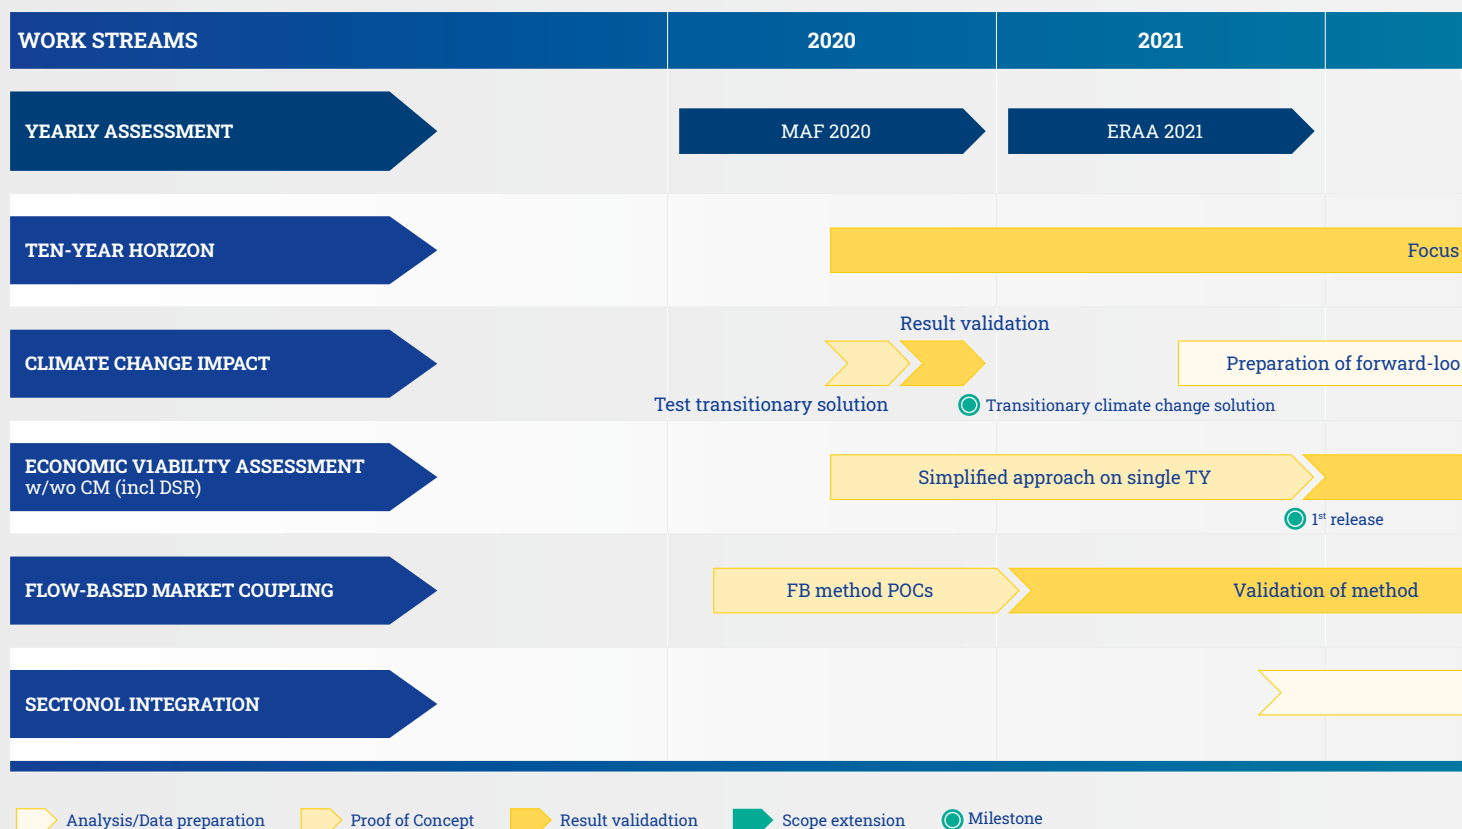 WORK STREAMS 2020 2021
YEARLY ASSESSMENT MAF 2020 ERAA 2021
TEN-YEAR HORIZON Focus
Result validation
CLIMATE CHANGE IMPACT Preparation of forward-loo
Test transitionary solution Transitionary climate change solution
ECONOMIC V1ABILITY ASSESSMENT
w/wo CM (incl DSR) Simplified approach on single TY
1st release
FLOW-BASED MARKET COUPLING FB method POCs Validation of method
SECTONOL INTEGRATION
Analysis/Data preparation Proof of Concept Result validadtion Scope extension Milestone